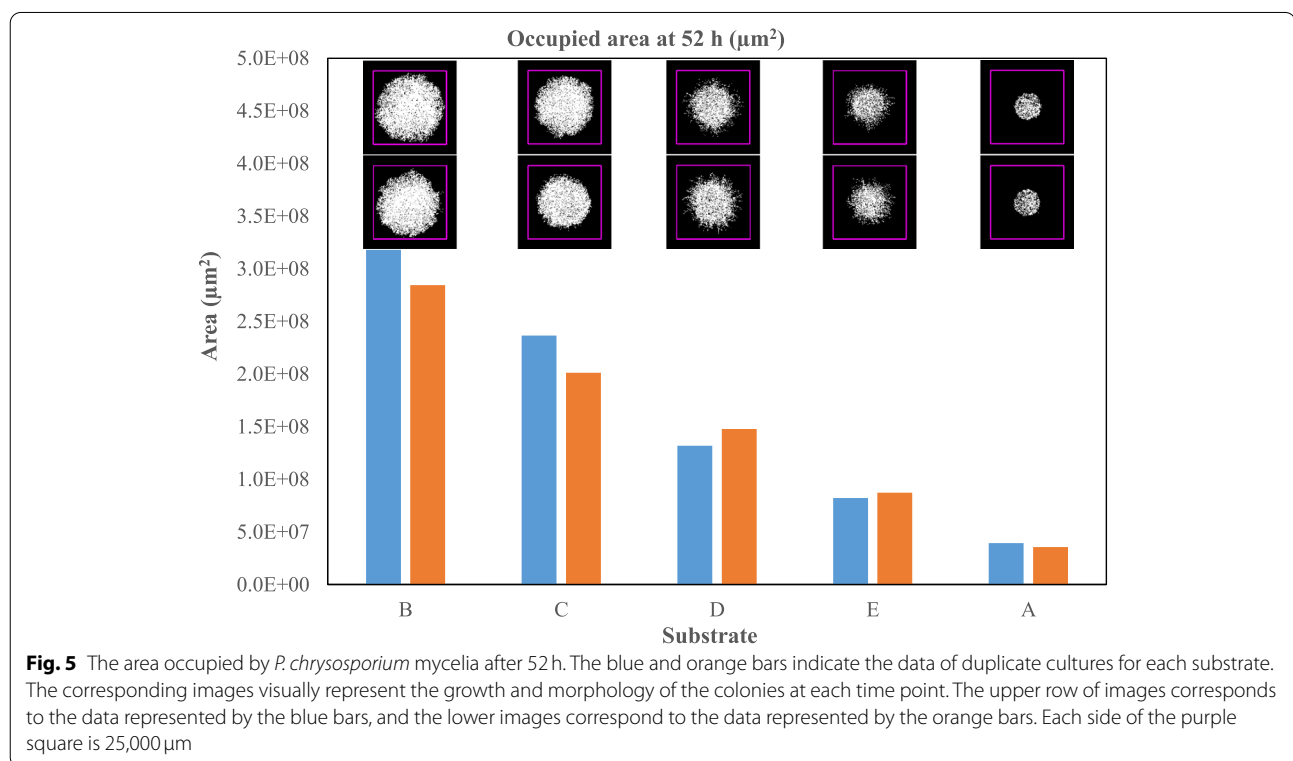 Occupied area at 52 h (µm²)
5.0E+08
4.5E+08
4.0E+08
3.5E+08
3.0E+08
2.5E+08
2.0E+08
1.5E+08
1.0E+08
5.0E+07
0.0E+00
Area (µm²)
B C D E A
Substrate
Fig. 5 The area occupied by P. chrysosporium mycelia after 52 h. The blue and orange bars indicate the data of duplicate cultures for each substrate.
The corresponding images visually represent the growth and morphology of the colonies at each time point. The upper row of images corresponds
to the data represented by the blue bars, and the lower images correspond to the data represented by the orange bars. Each side of the purple
square is 25,000 µm